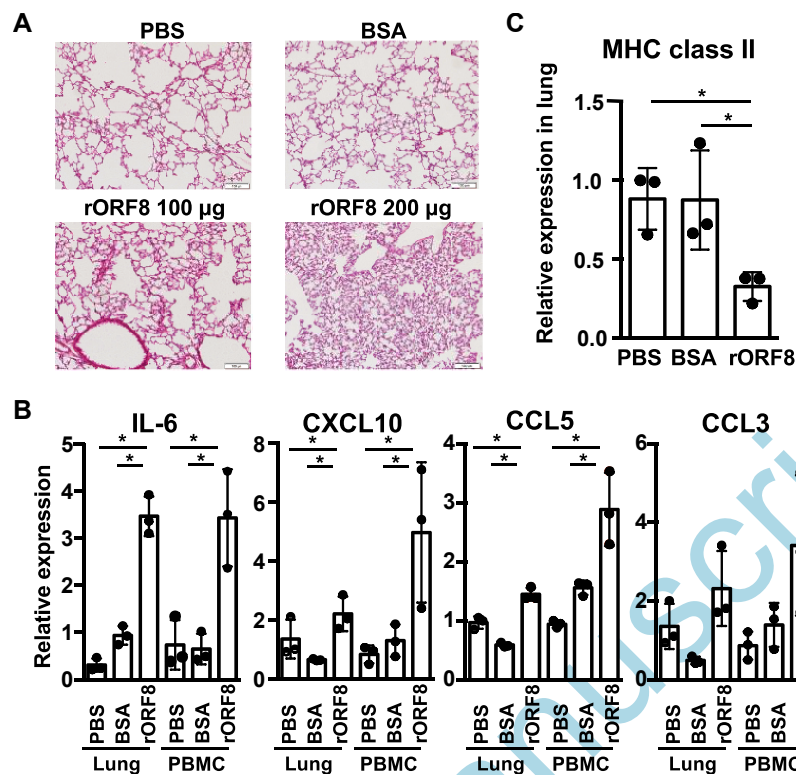 A
PBS
BSA
rORF8 100 µg
rORF8 200 µg
C
MHC class II
Relative expression in lung
1.5
1.0
0.5
0.0
*
*
PBS BSA rORF8
B
IL-6
Relative expression
5
4
3
2
1
0
* *
* *
PBS BSA rORF8 PBS BSA rORF8
Lung PBMC
CXCL10
8
6
4
2
0
* *
* *
PBS BSA rORF8 PBS BSA rORF8
Lung PBMC
CCL5
5
4
3
2
1
0
* *
* *
PBS BSA rORF8 PBS BSA rORF8
Lung PBMC
CCL3
6
4
2
0
PBS BSA rORF8 PBS BSA
Lung PBM
nuscri